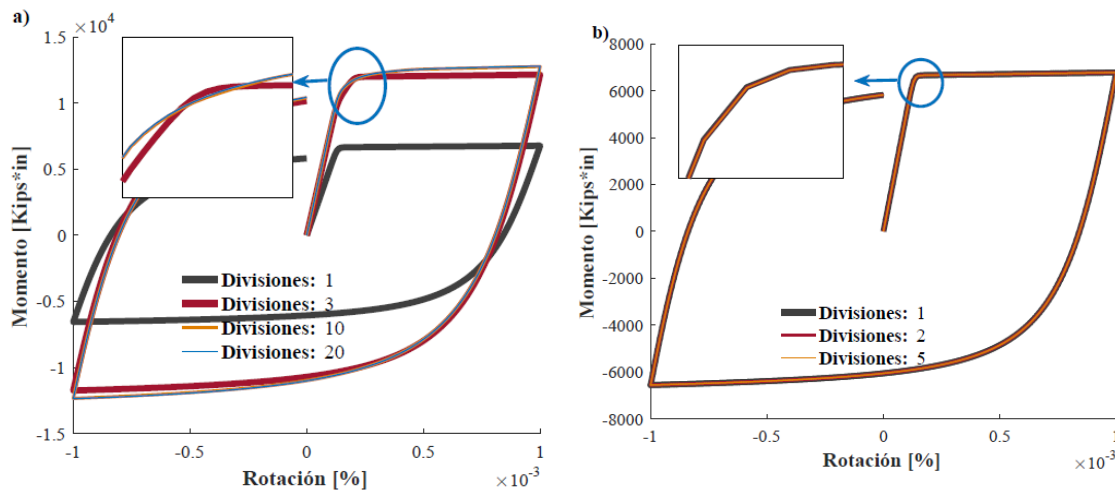 a)
×10⁴
1.5
1
0.5
0
-0.5
-1
-1.5
Momento [Kips*in]
Divisiones: 1
Divisiones: 3
Divisiones: 10
Divisiones: 20
-1
-0.5
0
0.5
1
Rotación [%]
×10⁻³
b)
8000
6000
4000
2000
0
-2000
-4000
-6000
-8000
Momento [Kips*in]
Divisiones: 1
Divisiones: 2
Divisiones: 5
-1
-0.5
0
0.5
1
Rotación [%]
×10⁻³